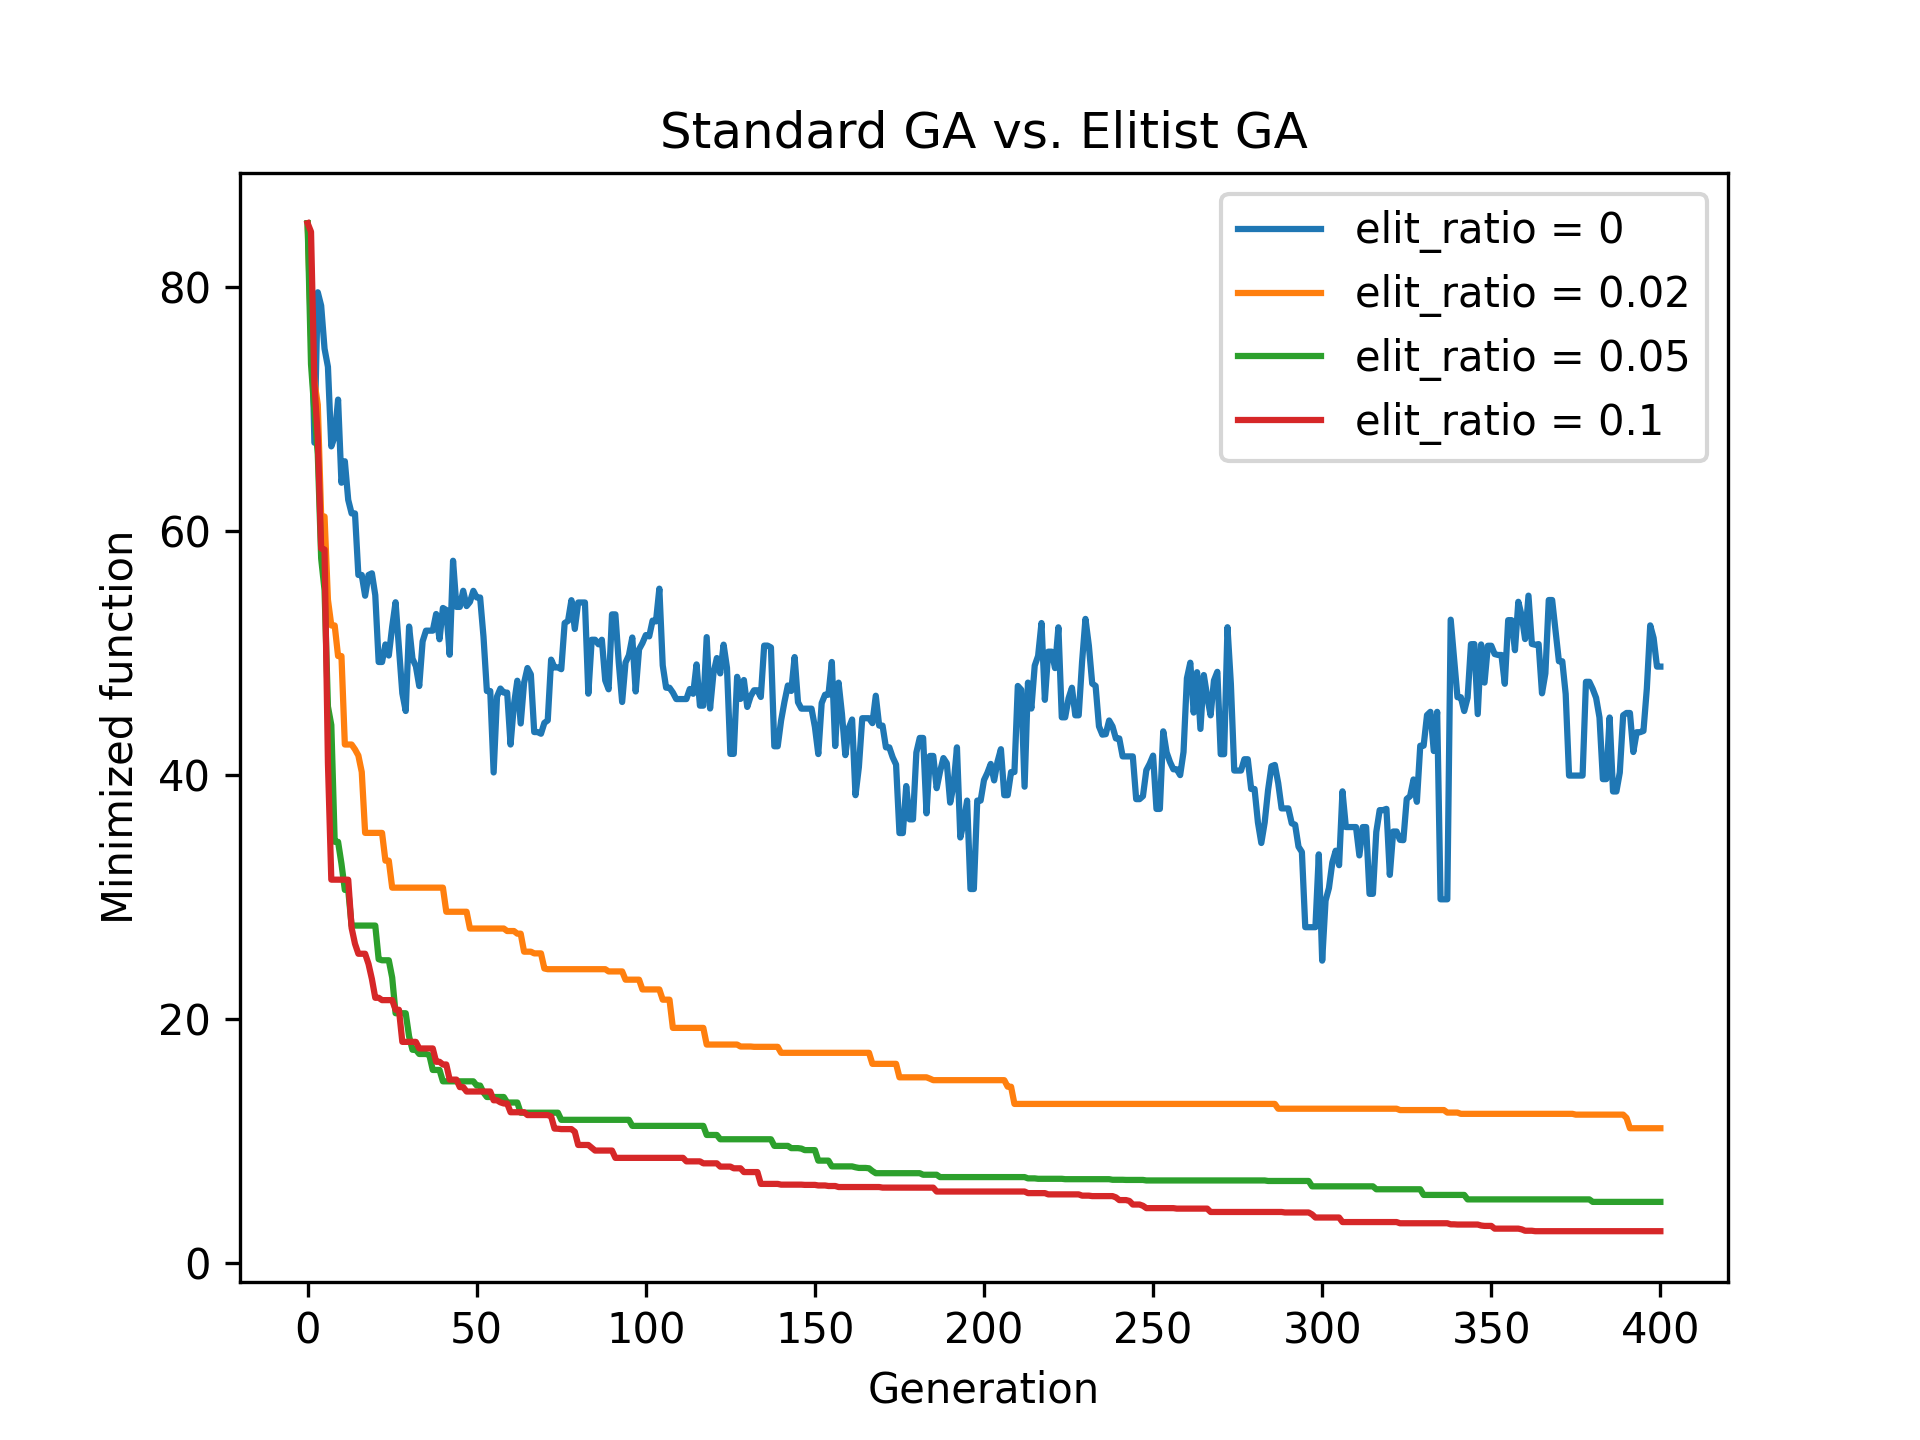 Standard GA vs. Elitist GA
elit_ratio = 0
elit_ratio = 0.02
elit_ratio = 0.05
elit_ratio = 0.1
Minimized function
80
60
40
20
0
0 50 100 150 200 250 300 350 400
Generation